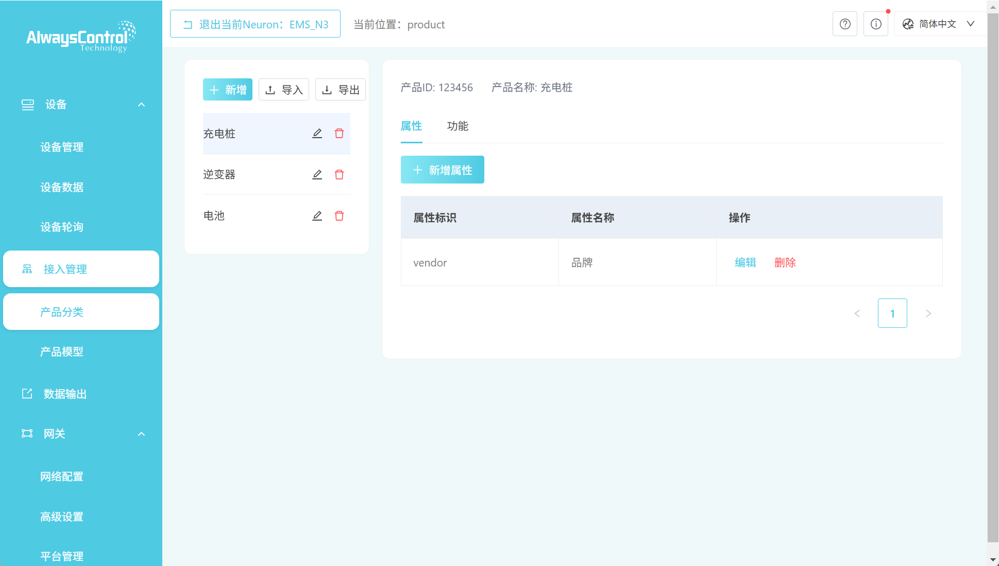 AlwaysControl
Technology
设备
设备管理
设备数据
设备轮询
接入管理
产品分类
产品模型
数据输出
网关
网络配置
高级设置
平台管理
退出当前Neuron：EMS_N3
当前位置：product
简体中文
新增
导入
导出
充电桩
逆变器
电池
产品ID: 123456 产品名称: 充电桩
属性 功能
新增属性
属性标识 属性名称 操作
vendor 品牌 编辑 删除
1